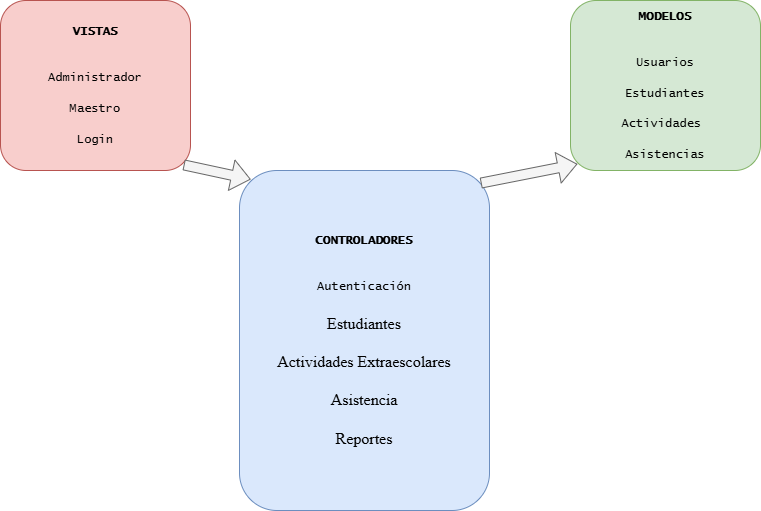 VISTAS
Administrador
Maestro
Login
MODELOS
Usuarios
Estudiantes
Actividades
Asistencias
CONTROLADORES
Autenticación
Estudiantes
Actividades Extraescolares
Asistencia
Reportes